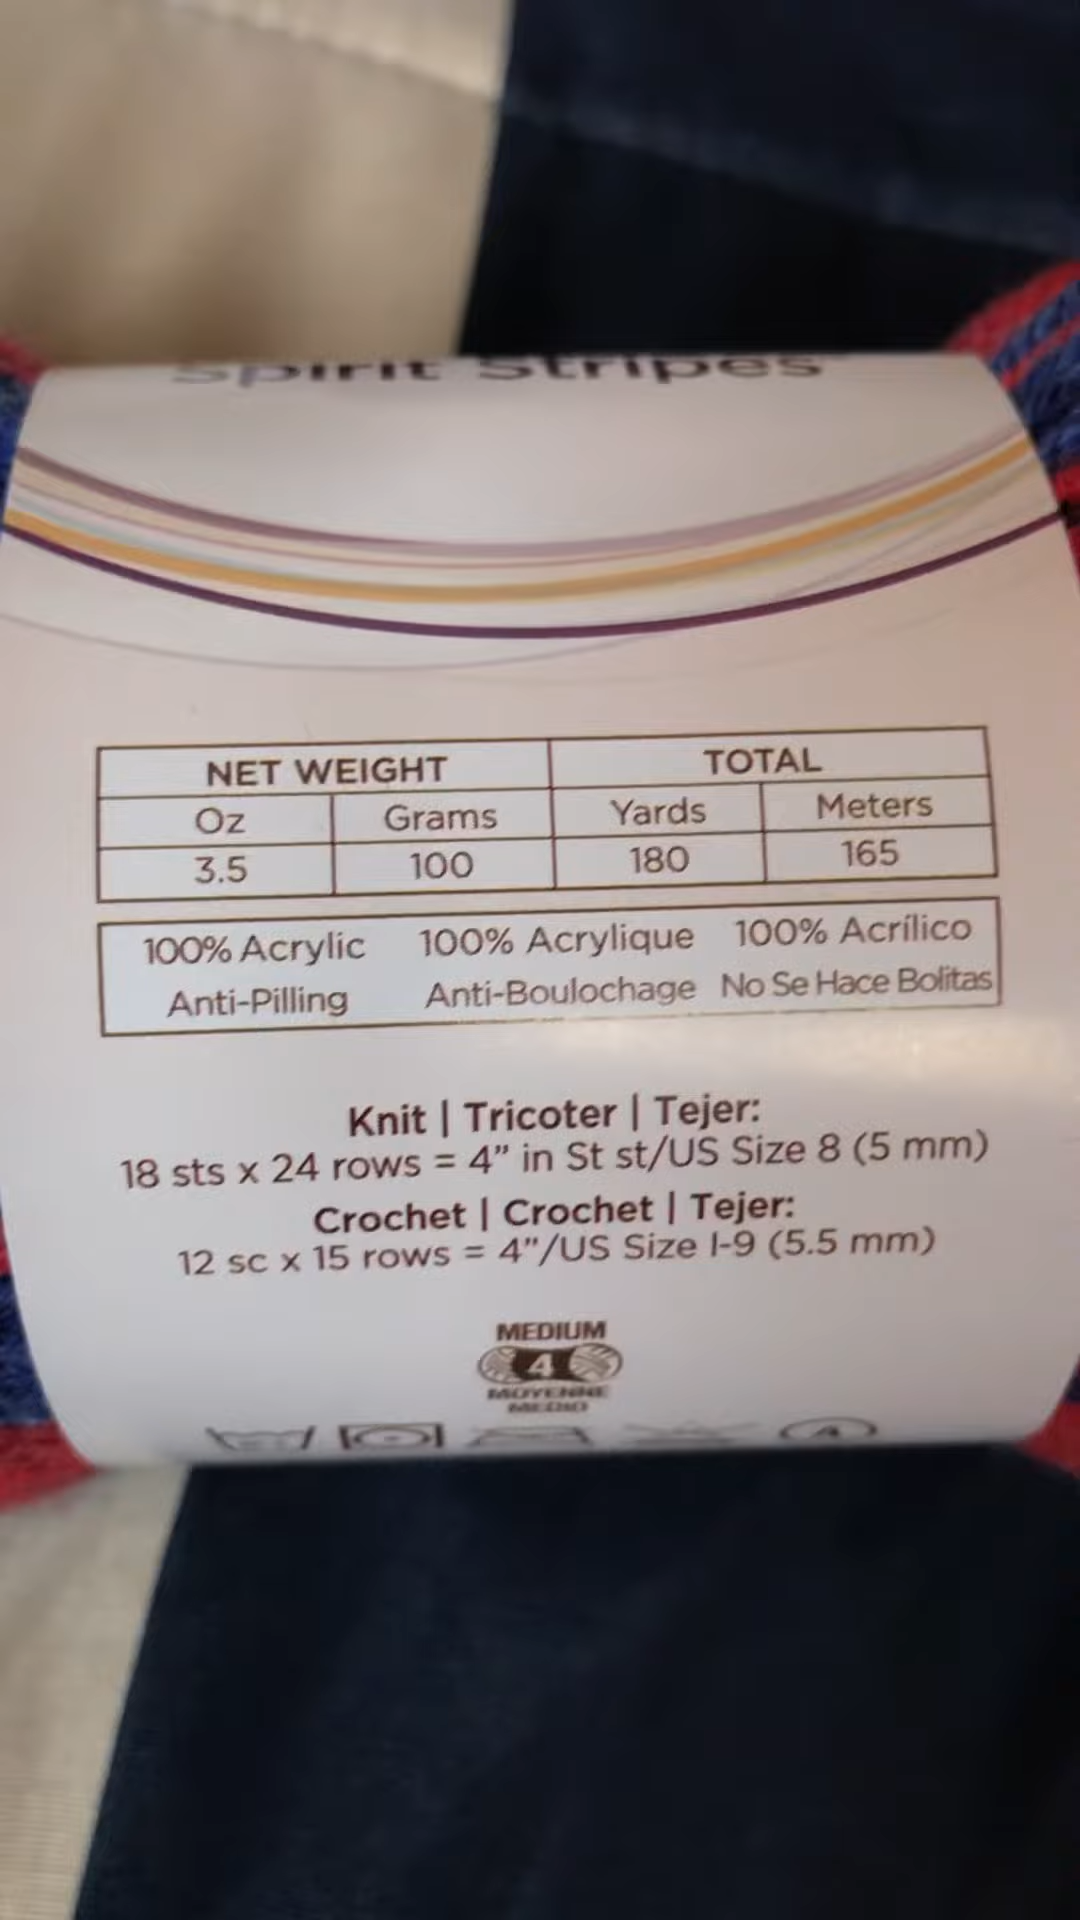 Spirit Stripes
NET WEIGHT TOTAL
Oz Grams Yards Meters
3.5 100 180 165
100% Acrylic 100% Acrylique 100% Acrílico
Anti-Pilling Anti-Boulochage No Se Hace Bolitas
Knit | Tricoter | Tejer:
18 sts x 24 rows = 4” in St st/US Size 8 (5 mm)
Crochet | Crochet | Tejer:
12 sc x 15 rows = 4”/US Size I-9 (5.5 mm)
MEDIUM
4
MOYENNE
MEDIO
A